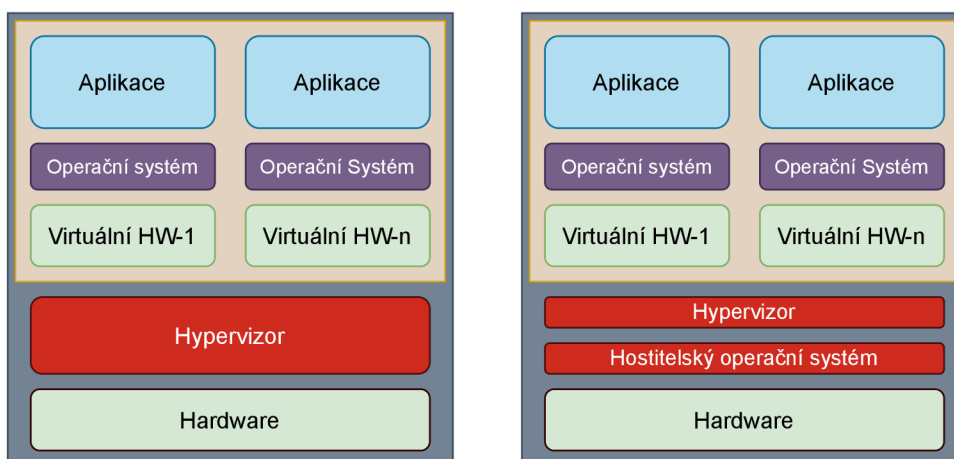 Aplikace
Aplikace
Operační systém
Operační Systém
Virtuální HW-1
Virtuální HW-n
Hypervizor
Hardware
Aplikace
Aplikace
Operační systém
Operační Systém
Virtuální HW-1
Virtuální HW-n
Hypervizor
Hostitelský operační systém
Hardware